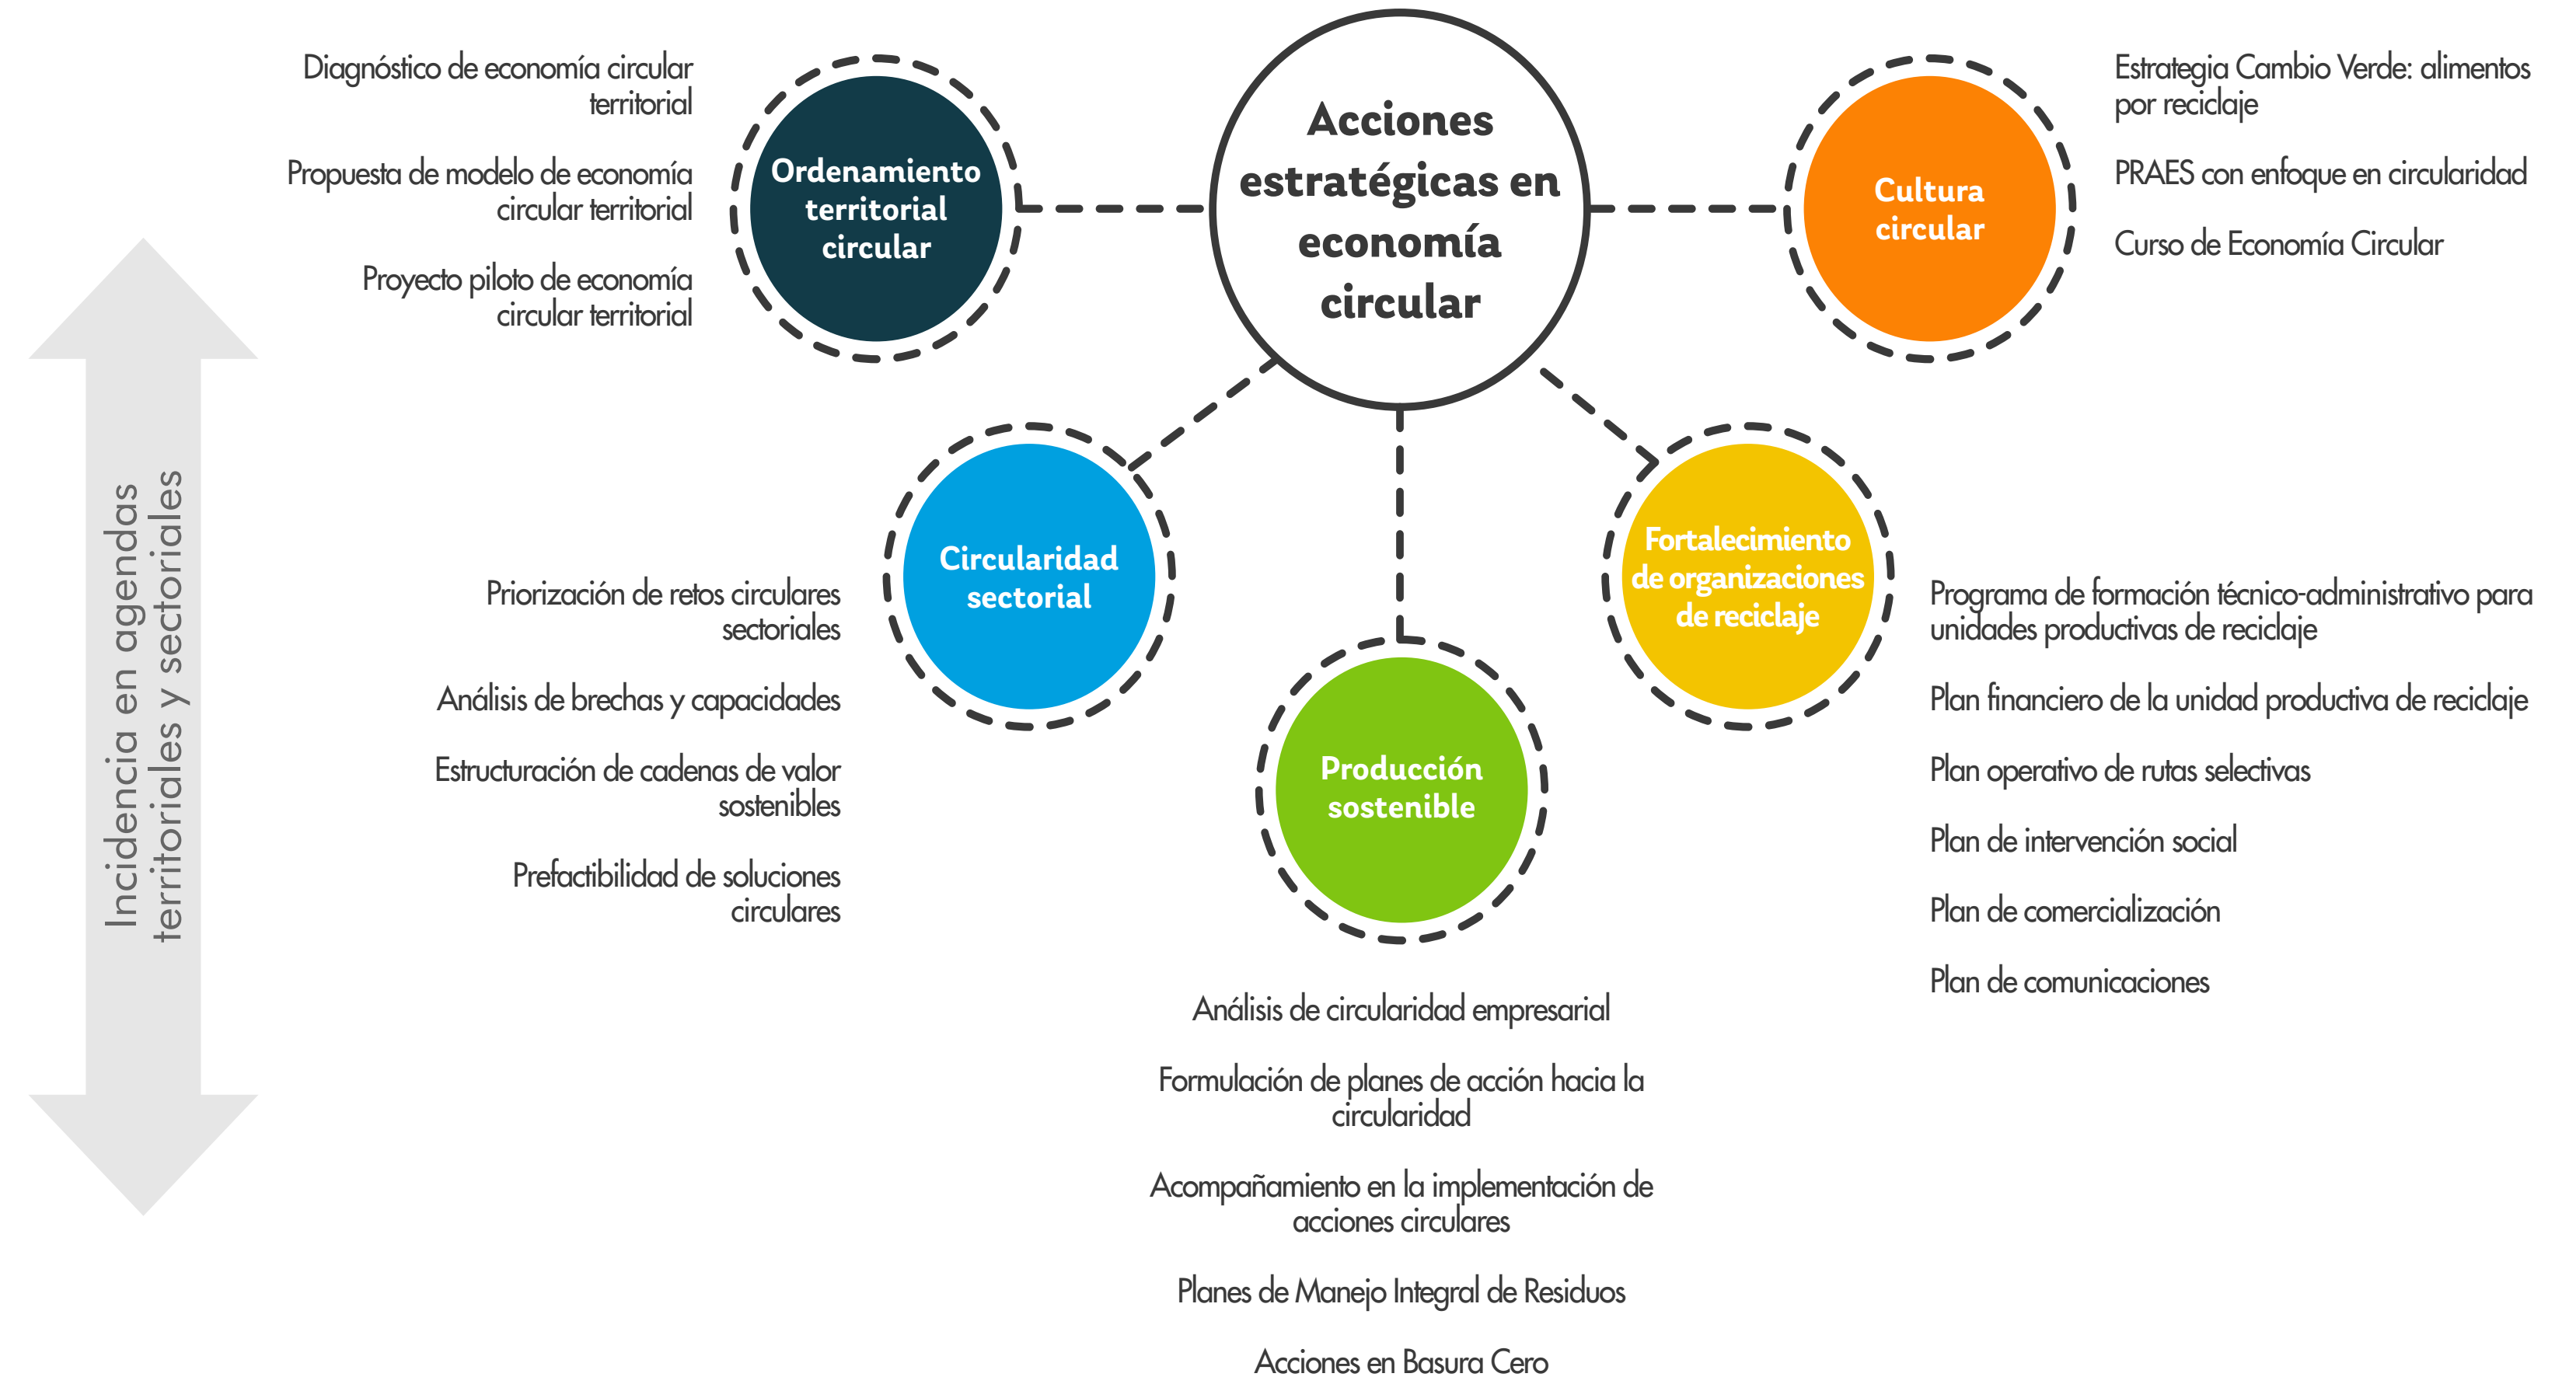 Acciones
estratégicas en
economía
circular
Ordenamiento
territorial
circular
Diagnóstico de economía circular
territorial
Propuesta de modelo de economía
circular territorial
Proyecto piloto de economía
circular territorial
Cultura
circular
Estrategia Cambio Verde: alimentos
por reciclaje
PRAES con enfoque en circularidad
Curso de Economía Circular
Incidencia en agendas
territoriales y sectoriales
Circularidad
sectorial
Priorización de retos circulares
sectoriales
Análisis de brechas y capacidades
Estructuración de cadenas de valor
sostenibles
Prefactibilidad de soluciones
circulares
Fortalecimiento
de organizaciones
de reciclaje
Programa de formación técnico-administrativo para
unidades productivas de reciclaje
Plan financiero de la unidad productiva de reciclaje
Plan operativo de rutas selectivas
Plan de intervención social
Plan de comercialización
Plan de comunicaciones
Producción
sostenible
Análisis de circularidad empresarial
Formulación de planes de acción hacia la
circularidad
Acompañamiento en la implementación de
acciones circulares
Planes de Manejo Integral de Residuos
Acciones en Basura Cero